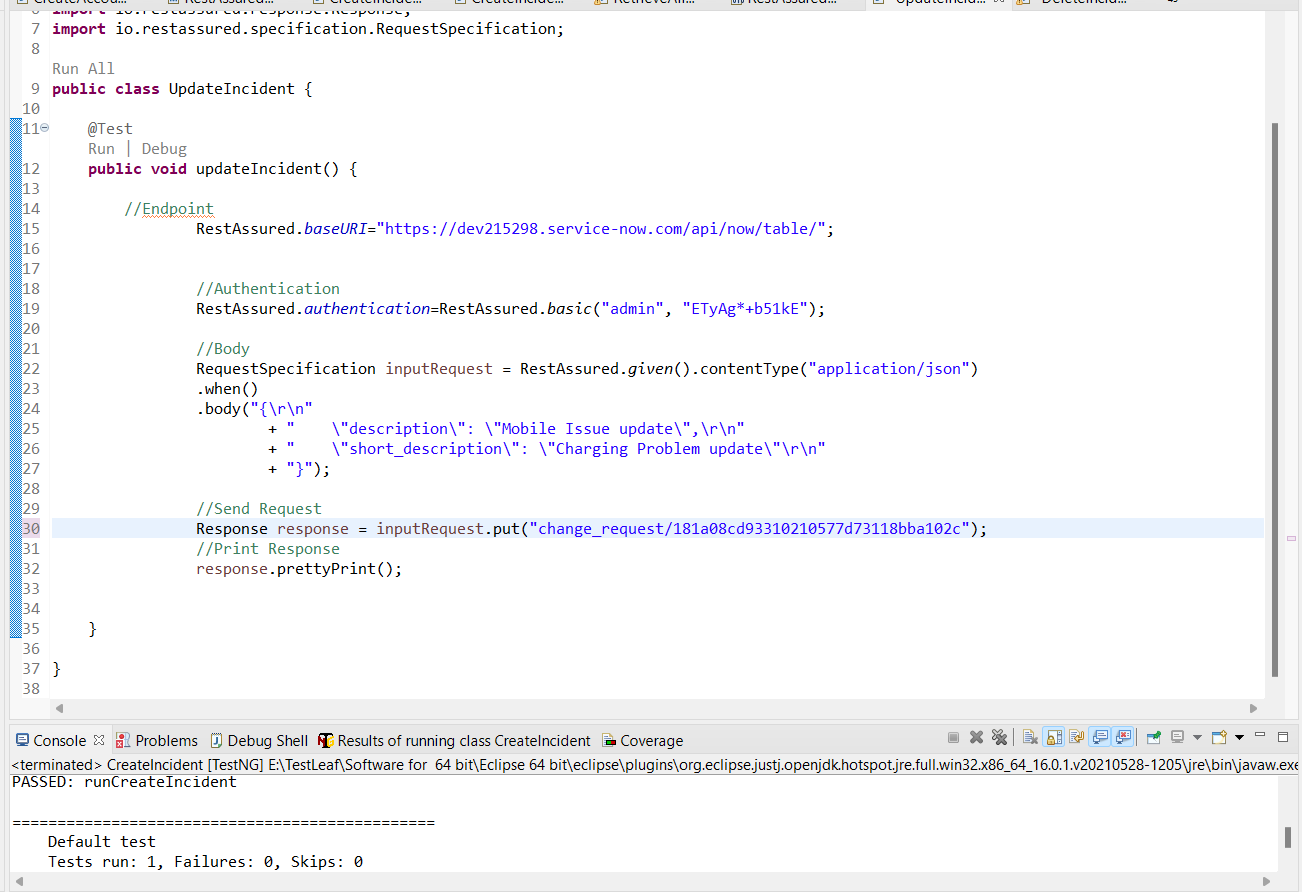 CreateAccou... RestAssured... CreateIncide... CreateIncide... RetrieveAll... RestAssured... UpdateIncid... DeleteIncid...
6 import io.restassured.response.Response;
7 import io.restassured.specification.RequestSpecification;
8
Run All
9 public class UpdateIncident {
10
11 @Test
Run | Debug
12 public void updateIncident() {
13
14 //Endpoint
15 RestAssured.baseURI="https://dev215298.service-now.com/api/now/table/";
16
17
18 //Authentication
19 RestAssured.authentication=RestAssured.basic("admin", "ETyAg*+b51kE");
20
21 //Body
22 RequestSpecification inputRequest = RestAssured.given().contentType("application/json")
23 .when()
24 .body("{\r\n"
25 + "    \"description\": \"Mobile Issue update\",\r\n"
26 + "    \"short_description\": \"Charging Problem update\"\r\n"
27 + "}");
28
29 //Send Request
30 Response response = inputRequest.put("change_request/181a08cd93310210577d73118bba102c");
31 //Print Response
32 response.prettyPrint();
33
34
35 }
36
37 }
38
Console Problems Debug Shell Results of running class CreateIncident Coverage
<terminated> CreateIncident [TestNG] E:\TestLeaf\Software for 64 bit\Eclipse 64 bit\eclipse\plugins\org.eclipse.justj.openjdk.hotspot.jre.full.win32.x86_64_16.0.1.v20210528-1205\jre\bin\javaw.exe
PASSED: runCreateIncident
===============================================
Default test
Tests run: 1, Failures: 0, Skips: 0